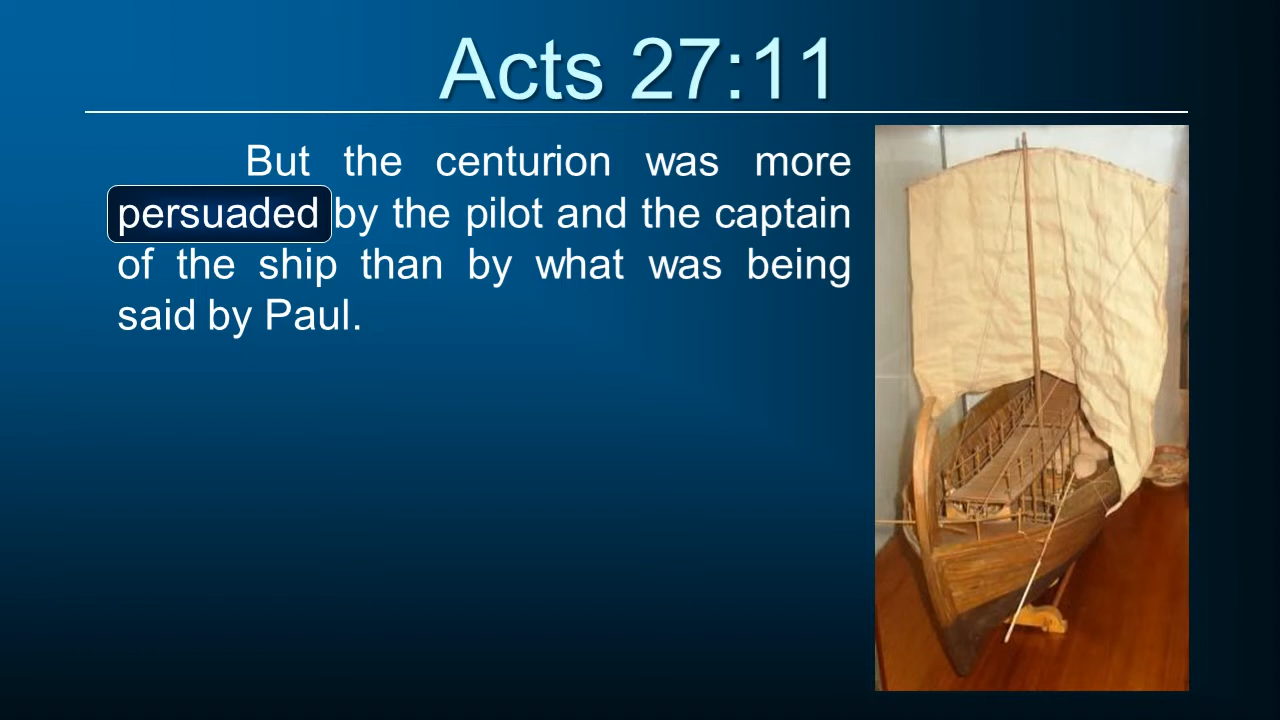 Acts 27:11
But the centurion was more
persuaded by the pilot and the captain
of the ship than by what was being
said by Paul.